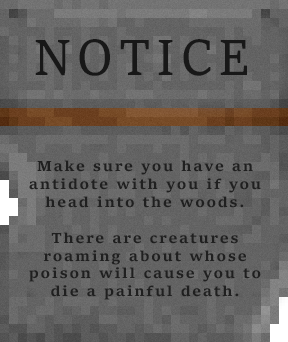 NOTICE
Make sure you have an
antidote with you if you
head into the woods.
There are creatures
roaming about whose
poison will cause you to
die a painful death.